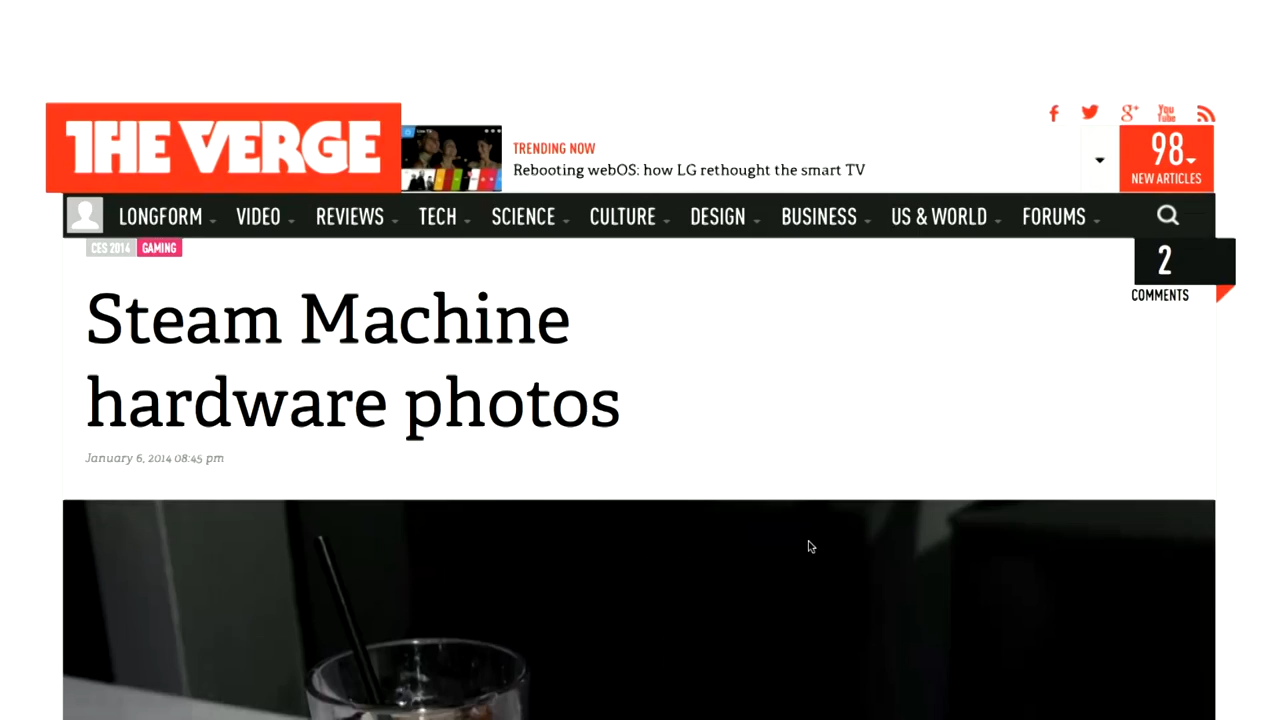 THE VERGE
TRENDING NOW
Rebooting webOS: how LG rethought the smart TV
98
NEW ARTICLES
LONGFORM VIDEO REVIEWS TECH SCIENCE CULTURE DESIGN BUSINESS US & WORLD FORUMS
CES 2014 GAMING
2
COMMENTS
Steam Machine
hardware photos
January 6, 2014 08:45 pm